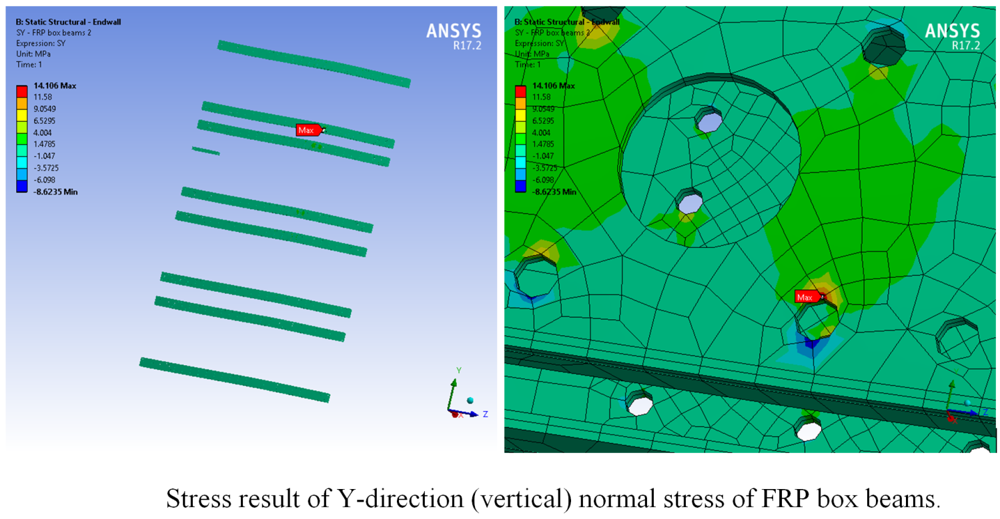 B: Static Structural - Endwall
SY - FRP box beams 2
Expression: SY
Unit: MPa
Time: 1
ANSYS
R17.2
14.106 Max
11.58
9.0549
6.5295
4.004
1.4785
-1.047
-3.5725
-6.098
-8.6235 Min
Max
Y
Z
X
B: Static Structural - Endwall
SY - FRP box beams 2
Expression: SY
Unit: MPa
Time: 1
ANSYS
R17.2
14.106 Max
11.58
9.0549
6.5295
4.004
1.4785
-1.047
-3.5725
-6.098
-8.6235 Min
Max
Y
Z
X
Stress result of Y-direction (vertical) normal stress of FRP box beams.